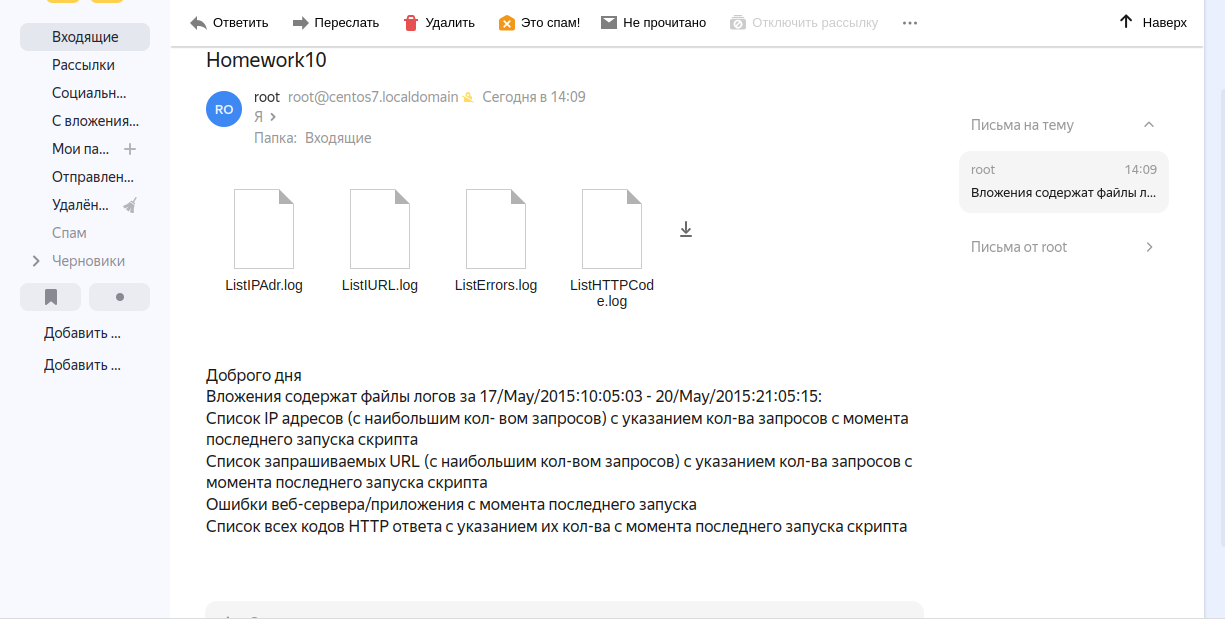 Ответить Переслать Удалить Это спам! Не прочитано Отключить рассылку Наверх
Входящие
Рассылки
Социальн...
С вложения...
Мои па...
Отправлен...
Удалён...
Спам
Черновики
Добавить ...
Добавить ...
Homework10
RO
root root@centos7.localdomain Сегодня в 14:09
Я
Папка: Входящие
ListIPAdr.log
ListIURL.log
ListErrors.log
ListHTTPCod
e.log
Доброго дня
Вложения содержат файлы логов за 17/May/2015:10:05:03 - 20/May/2015:21:05:15:
Список IP адресов (с наибольшим кол- вом запросов) с указанием кол-ва запросов с момента
последнего запуска скрипта
Список запрашиваемых URL (с наибольшим кол-вом запросов) с указанием кол-ва запросов с
момента последнего запуска скрипта
Ошибки веб-сервера/приложения с момента последнего запуска
Список всех кодов HTTP ответа с указанием их кол-ва с момента последнего запуска скрипта
Письма на тему
root 14:09
Вложения содержат файлы л...
Письма от root